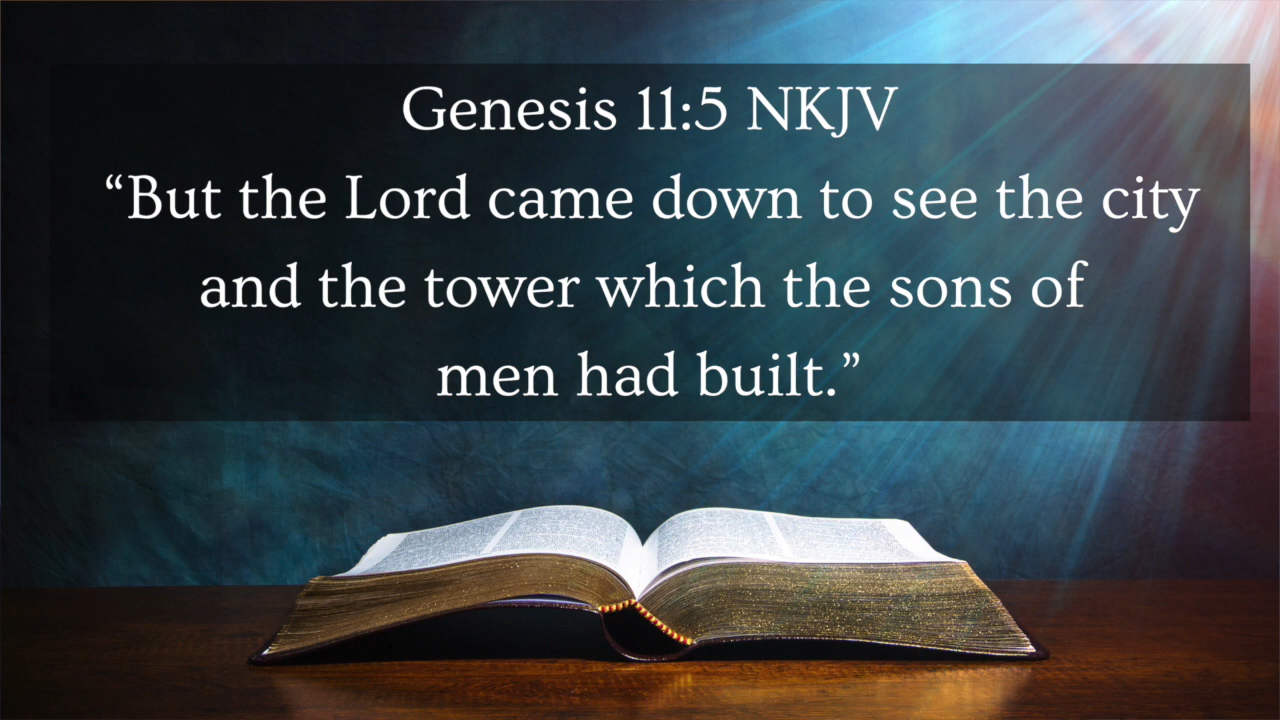 Genesis 11:5 NKJV
“But the Lord came down to see the city
and the tower which the sons of
men had built.”